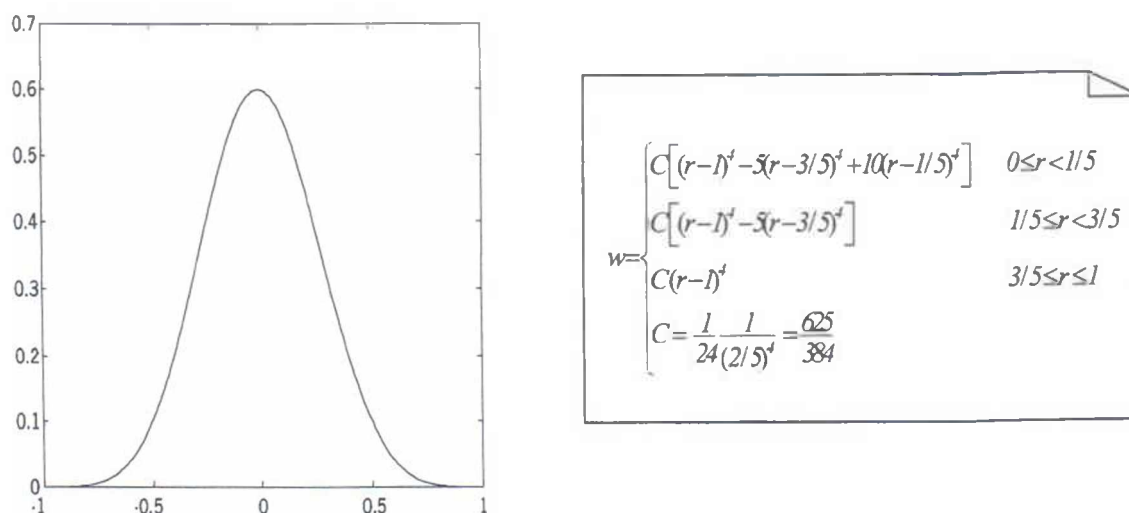 0.7
0.6
0.5
0.4
0.3
0.2
0.1
0
-1 -0.5 0 0.5 1
w={
C[(r-1)⁴-5(r-3/5)⁴+10(r-1/5)⁴] 0≤r<1/5
C[(r-1)⁴-5(r-3/5)⁴] 1/5≤r<3/5
C(r-1)⁴ 3/5≤r≤1
C= 1/24 1/(2/5)⁴ = 625/384